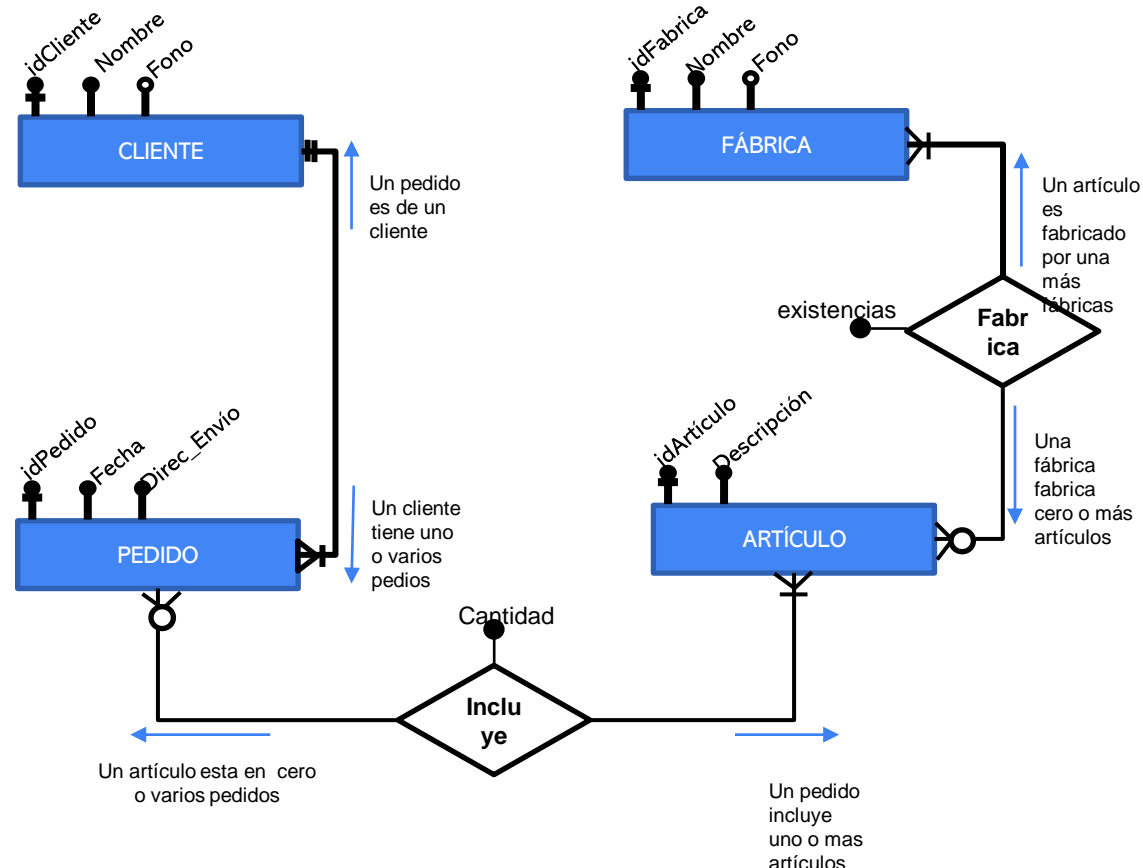 idCliente
Nombre
Fono
CLIENTE
Un pedido
es de un
cliente
idFabrica
Nombre
Fono
FÁBRICA
Un artículo
es
fabricado
por una
más
fábricas
existencias
Fabr
ica
idPedido
Fecha
Direc_Envío
PEDIDO
Un cliente
tiene uno
o varios
pedios
idArtículo
Descripción
ARTÍCULO
Una
fábrica
fabrica
cero o más
artículos
Cantidad
Inclu
ye
Un artículo esta en cero
o varios pedidos
Un pedido
incluye
uno o mas
artículos